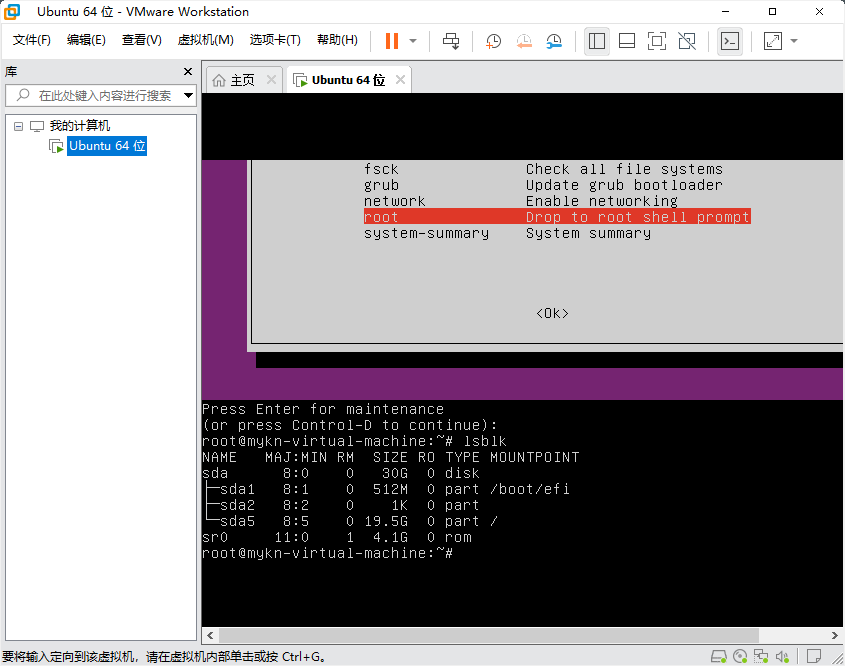 Ubuntu 64 位 - VMware Workstation
文件(F) 编辑(E) 查看(V) 虚拟机(M) 选项卡(T) 帮助(H)
库
主页 Ubuntu 64 位
在此处键入内容进行搜索
我的计算机
Ubuntu 64 位
fsck Check all file systems
grub Update grub bootloader
network Enable networking
root Drop to root shell prompt
system-summary System summary
<Ok>
Press Enter for maintenance
(or press Control-D to continue):
root@mykn-virtual-machine:~# lsblk
NAME MAJ:MIN RM SIZE RO TYPE MOUNTPOINT
sda 8:0 0 30G 0 disk
├─sda1 8:1 0 512M 0 part /boot/efi
├─sda2 8:2 0 1K 0 part
└─sda5 8:5 0 19.5G 0 part /
sr0 11:0 1 4.1G 0 rom
root@mykn-virtual-machine:~#
要将输入定向到该虚拟机，请在虚拟机内部单击或按 Ctrl+G。